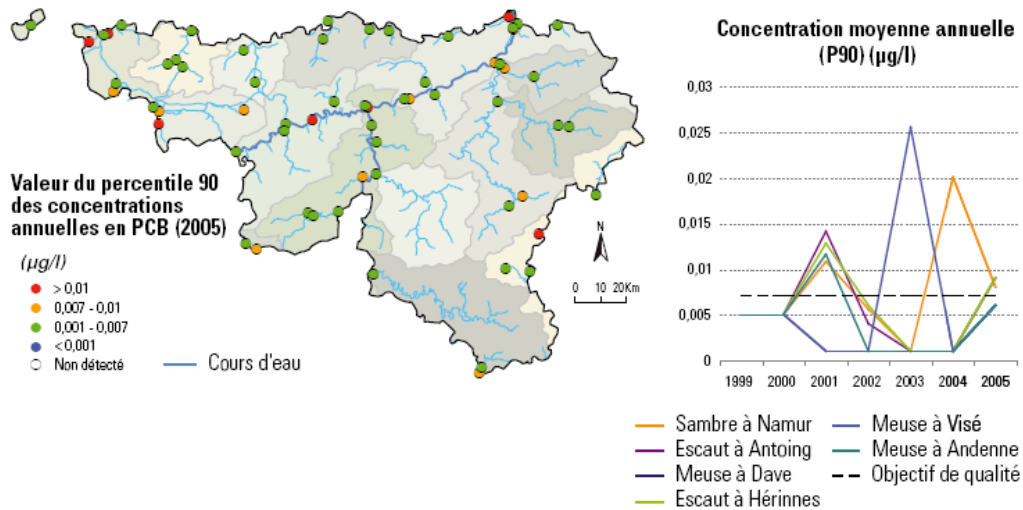 Valeur du percentile 90
des concentrations
annuelles en PCB (2005)
(µg/l)
> 0,01
0,007 - 0,01
0,001 - 0,007
< 0,001
Non détecté
Cours d'eau
N
0 10 20Km
Concentration moyenne annuelle
(P90) (µg/l)
0,03
0,025
0,02
0,015
0,01
0,005
0
1999 2000 2001 2002 2003 2004 2005
Sambre à Namur
Escaut à Antoing
Meuse à Dave
Escaut à Hérinnes
Meuse à Visé
Meuse à Andenne
Objectif de qualité